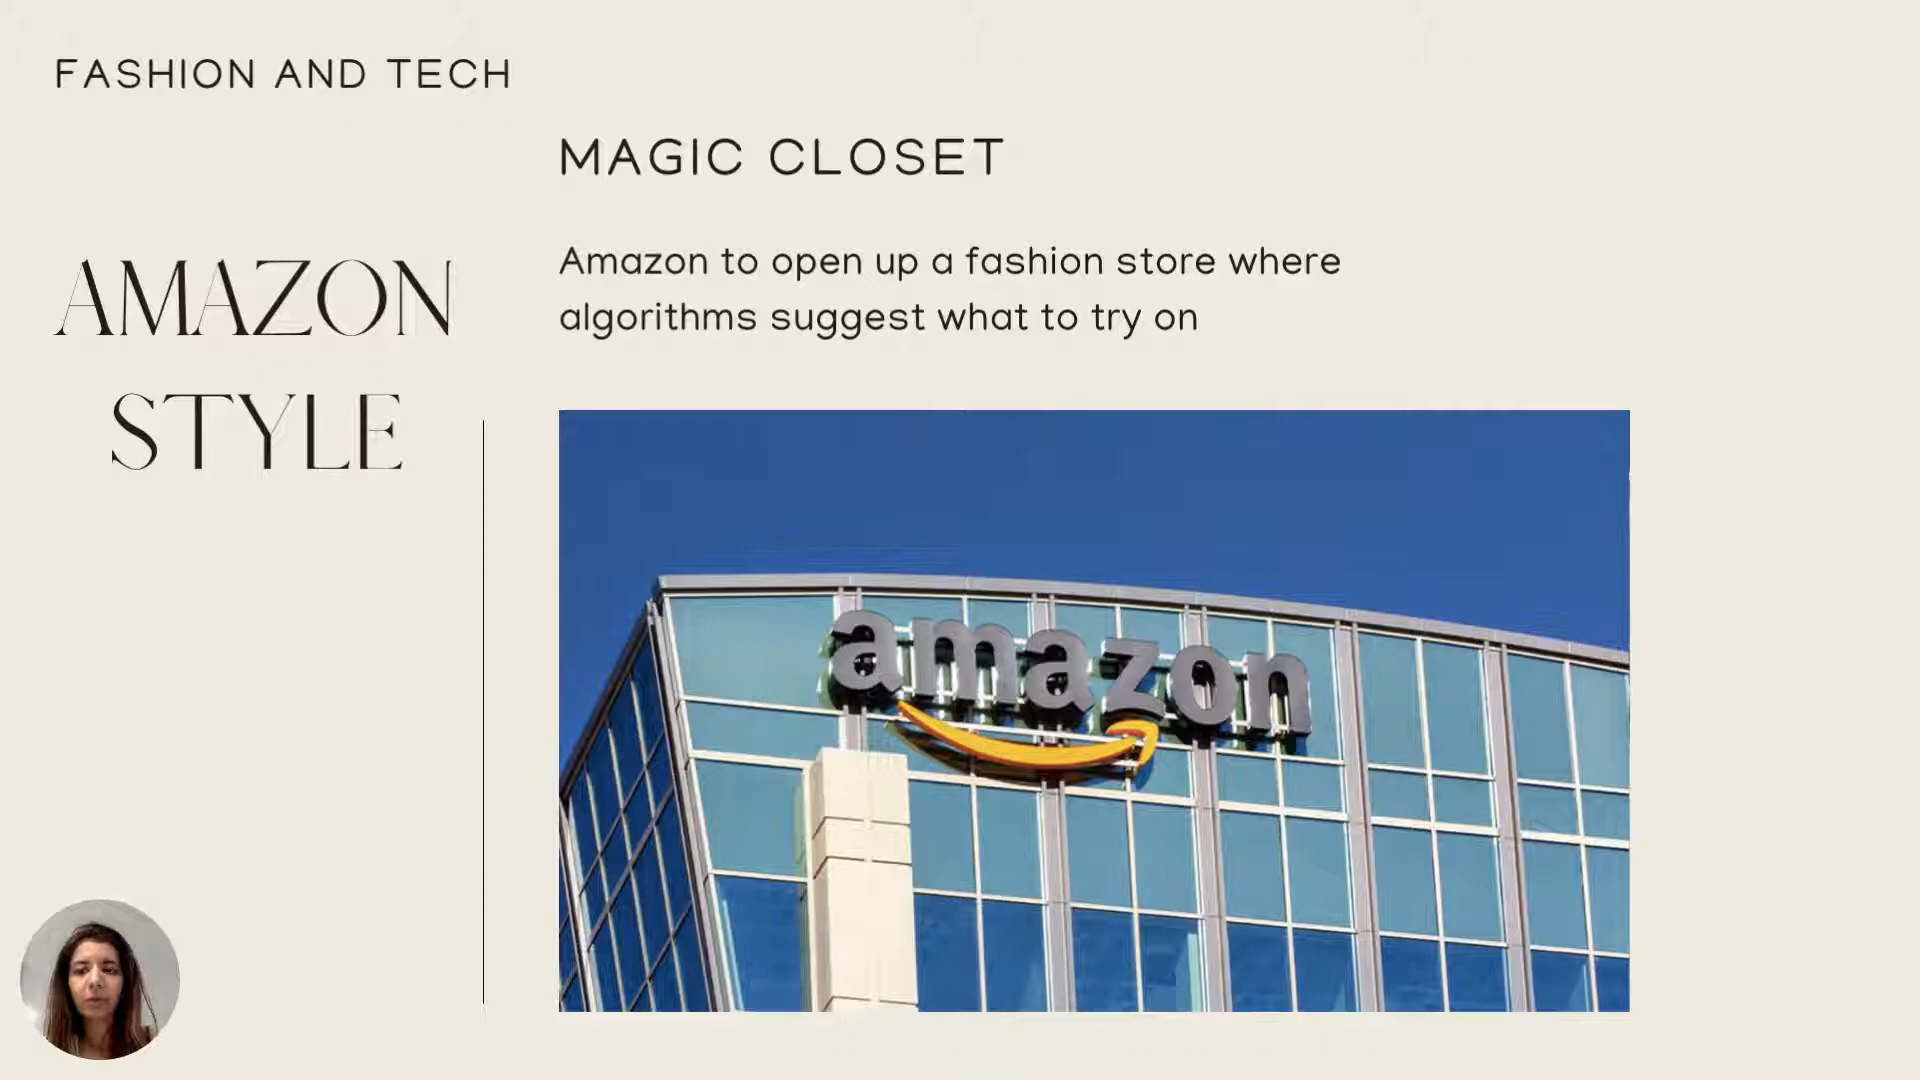 FASHION AND TECH
MAGIC CLOSET
AMAZON
STYLE
Amazon to open up a fashion store where
algorithms suggest what to try on
amazon